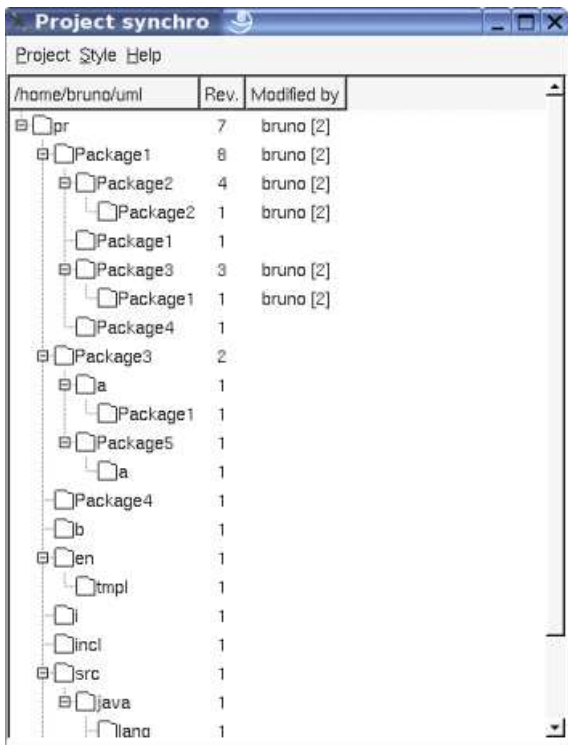 Project synchro
Project Style Help
/home/bruno/uml Rev. Modified by
pr 7 bruno [2]
Package1 8 bruno [2]
Package2 4 bruno [2]
Package2 1 bruno [2]
Package1 1
Package3 3 bruno [2]
Package1 1 bruno [2]
Package4 1
Package3 2
a 1
Package1 1
Package5 1
a 1
Package4 1
b 1
en 1
tmpl 1
i 1
incl 1
src 1
java 1
lang 1